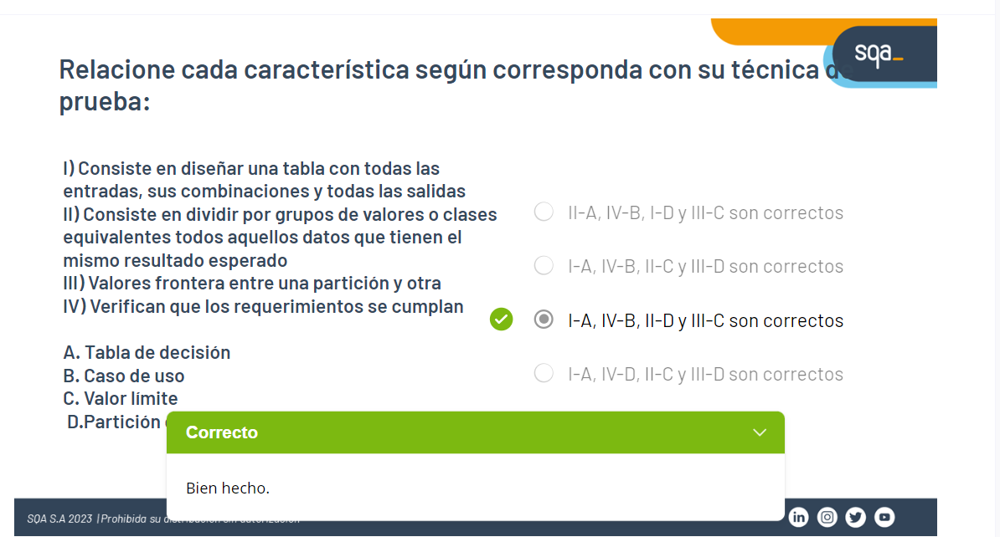 sqa_
Relacione cada característica según corresponda con su técnica de
prueba:
I) Consiste en diseñar una tabla con todas las
entradas, sus combinaciones y todas las salidas
II) Consiste en dividir por grupos de valores o clases
equivalentes todos aquellos datos que tienen el
mismo resultado esperado
III) Valores frontera entre una partición y otra
IV) Verifican que los requerimientos se cumplan
A. Tabla de decisión
B. Caso de uso
C. Valor límite
D.Partición
II-A, IV-B, I-D y III-C son correctos
I-A, IV-B, II-C y III-D son correctos
I-A, IV-B, II-D y III-C son correctos
I-A, IV-D, II-C y III-D son correctos
Correcto
Bien hecho.
SQA S.A 2023 | Prohibida su distribución sin autorización